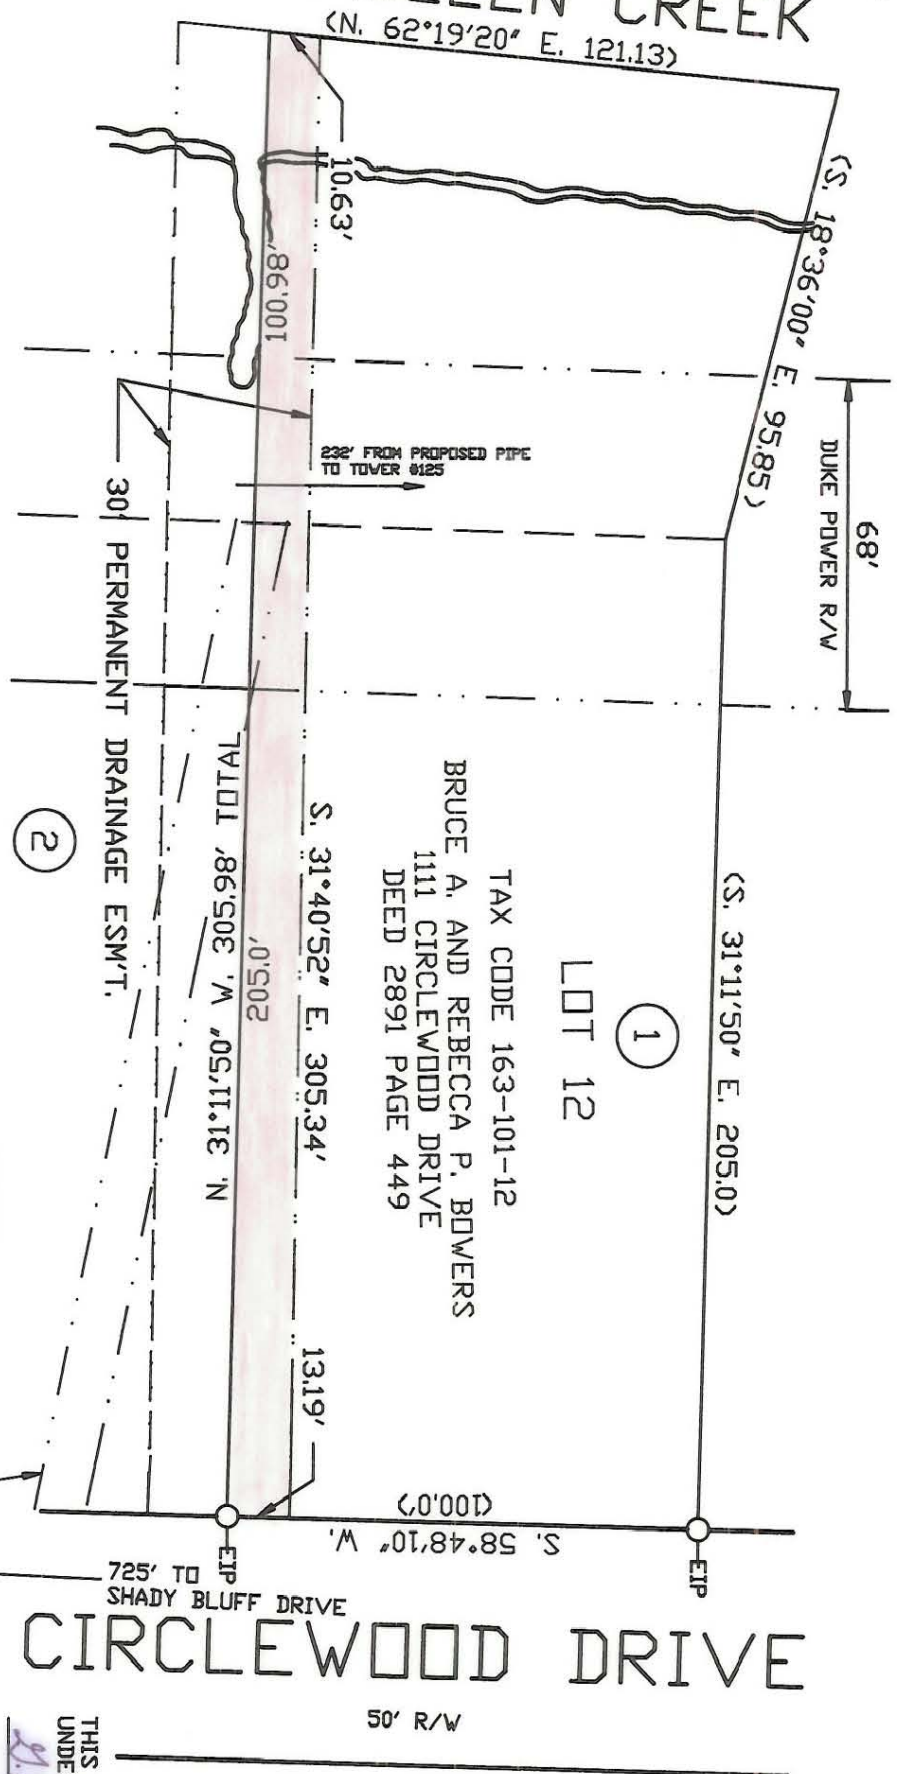 CREEK
(N. 62°19'20" E. 121.13)
(S. 18°36'00" E. 95.85)
10.63'
100.98'
68'
DUKE POWER R/W
232' FROM PROPOSED PIPE
TO TOWER #125
30' PERMANENT DRAINAGE ESM'T.
2
(S. 31°11'50" E. 205.0)
1
LOT 12
TAX CODE 163-101-12
BRUCE A. AND REBECCA P. BOWERS
1111 CIRCLEWOOD DRIVE
DEED 2891 PAGE 449
S. 31°40'52" E. 305.34'
205.0'
N. 31°11'50" W. 305.98' TOTAL
13.19'
S. 58°48'10" W.
(100.0')
EIP
EIP
725' TO
SHADY BLUFF DRIVE
CIRCLEWOOD DRIVE
50' R/W
THIS
UNDE